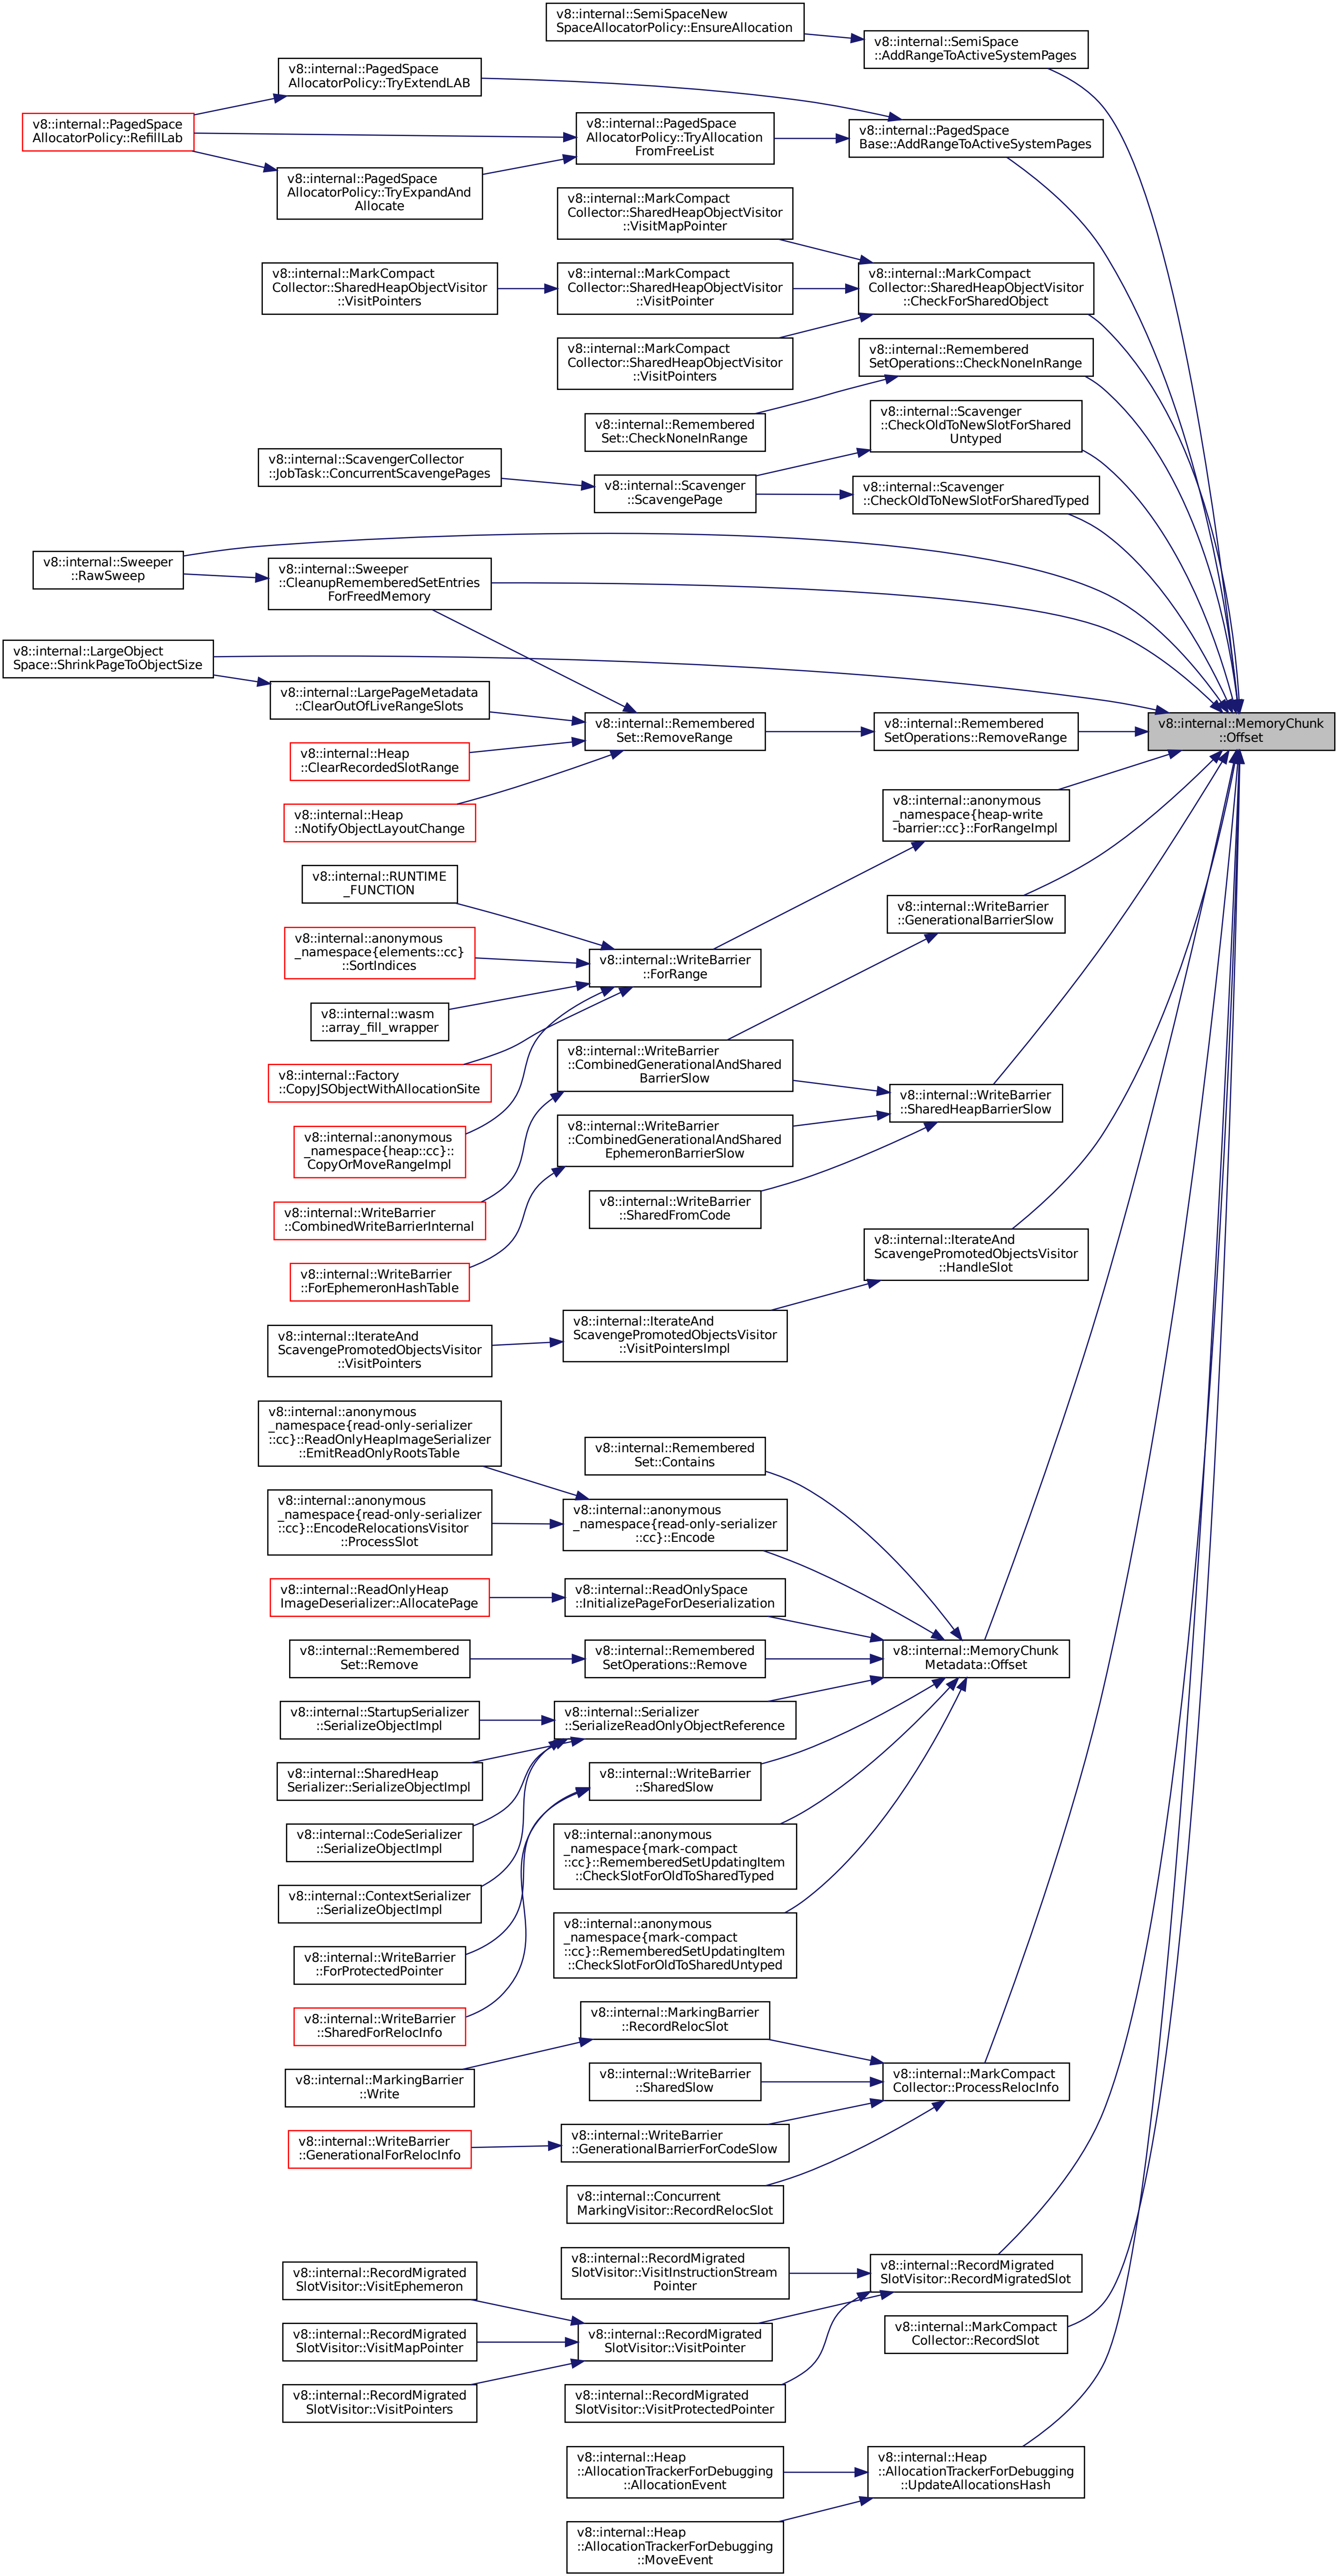 v8::internal::SemiSpaceNew
SpaceAllocatorPolicy::EnsureAllocation
v8::internal::SemiSpace
::AddRangeToActiveSystemPages
v8::internal::PagedSpace
AllocatorPolicy::TryExtendLAB
v8::internal::PagedSpace
AllocatorPolicy::RefillLab
v8::internal::PagedSpace
AllocatorPolicy::TryAllocation
FromFreeList
v8::internal::PagedSpace
Base::AddRangeToActiveSystemPages
v8::internal::PagedSpace
AllocatorPolicy::TryExpandAnd
Allocate
v8::internal::MarkCompact
Collector::SharedHeapObjectVisitor
::VisitMapPointer
v8::internal::MarkCompact
Collector::SharedHeapObjectVisitor
::VisitPointers
v8::internal::MarkCompact
Collector::SharedHeapObjectVisitor
::VisitPointer
v8::internal::MarkCompact
Collector::SharedHeapObjectVisitor
::CheckForSharedObject
v8::internal::MarkCompact
Collector::SharedHeapObjectVisitor
::VisitPointers
v8::internal::Remembered
SetOperations::CheckNoneInRange
v8::internal::Remembered
Set::CheckNoneInRange
v8::internal::Scavenger
::CheckOldToNewSlotForShared
Untyped
v8::internal::ScavengerCollector
::JobTask::ConcurrentScavengePages
v8::internal::Scavenger
::ScavengePage
v8::internal::Scavenger
::CheckOldToNewSlotForSharedTyped
v8::internal::Sweeper
::RawSweep
v8::internal::Sweeper
::CleanupRememberedSetEntries
ForFreedMemory
v8::internal::LargeObject
Space::ShrinkPageToObjectSize
v8::internal::LargePageMetadata
::ClearOutOfLiveRangeSlots
v8::internal::Remembered
Set::RemoveRange
v8::internal::Remembered
SetOperations::RemoveRange
v8::internal::MemoryChunk
::Offset
v8::internal::Heap
::ClearRecordedSlotRange
v8::internal::Heap
::NotifyObjectLayoutChange
v8::internal::anonymous
_namespace{heap-write
-barrier::cc}::ForRangeImpl
v8::internal::RUNTIME
_FUNCTION
v8::internal::WriteBarrier
::GenerationalBarrierSlow
v8::internal::anonymous
_namespace{elements::cc}
::SortIndices
v8::internal::WriteBarrier
::ForRange
v8::internal::wasm
::array_fill_wrapper
v8::internal::Factory
::CopyJSObjectWithAllocationSite
v8::internal::WriteBarrier
::CombinedGenerationalAndShared
BarrierSlow
v8::internal::WriteBarrier
::SharedHeapBarrierSlow
v8::internal::anonymous
_namespace{heap::cc}::
CopyOrMoveRangeImpl
v8::internal::WriteBarrier
::CombinedGenerationalAndShared
EphemeronBarrierSlow
v8::internal::WriteBarrier
::CombinedWriteBarrierInternal
v8::internal::WriteBarrier
::SharedFromCode
v8::internal::WriteBarrier
::ForEphemeronHashTable
v8::internal::IterateAnd
ScavengePromotedObjectsVisitor
::HandleSlot
v8::internal::IterateAnd
ScavengePromotedObjectsVisitor
::VisitPointers
v8::internal::IterateAnd
ScavengePromotedObjectsVisitor
::VisitPointersImpl
v8::internal::anonymous
_namespace{read-only-serializer
::cc}::ReadOnlyHeapImageSerializer
::EmitReadOnlyRootsTable
v8::internal::Remembered
Set::Contains
v8::internal::anonymous
_namespace{read-only-serializer
::cc}::EncodeRelocationsVisitor
::ProcessSlot
v8::internal::anonymous
_namespace{read-only-serializer
::cc}::Encode
v8::internal::ReadOnlyHeap
ImageDeserializer::AllocatePage
v8::internal::ReadOnlySpace
::InitializePageForDeserialization
v8::internal::Remembered
Set::Remove
v8::internal::Remembered
SetOperations::Remove
v8::internal::MemoryChunk
Metadata::Offset
v8::internal::StartupSerializer
::SerializeObjectImpl
v8::internal::Serializer
::SerializeReadOnlyObjectReference
v8::internal::SharedHeap
Serializer::SerializeObjectImpl
v8::internal::WriteBarrier
::SharedSlow
v8::internal::CodeSerializer
::SerializeObjectImpl
v8::internal::anonymous
_namespace{mark-compact
::cc}::RememberedSetUpdatingItem
::CheckSlotForOldToSharedTyped
v8::internal::ContextSerializer
::SerializeObjectImpl
v8::internal::anonymous
_namespace{mark-compact
::cc}::RememberedSetUpdatingItem
::CheckSlotForOldToSharedUntyped
v8::internal::WriteBarrier
::ForProtectedPointer
v8::internal::WriteBarrier
::SharedForRelocInfo
v8::internal::MarkingBarrier
::RecordRelocSlot
v8::internal::MarkingBarrier
::Write
v8::internal::WriteBarrier
::SharedSlow
v8::internal::MarkCompact
Collector::ProcessRelocInfo
v8::internal::WriteBarrier
::GenerationalForRelocInfo
v8::internal::WriteBarrier
::GenerationalBarrierForCodeSlow
v8::internal::Concurrent
MarkingVisitor::RecordRelocSlot
v8::internal::RecordMigrated
SlotVisitor::VisitInstructionStream
Pointer
v8::internal::RecordMigrated
SlotVisitor::RecordMigratedSlot
v8::internal::RecordMigrated
SlotVisitor::VisitEphemeron
v8::internal::RecordMigrated
SlotVisitor::VisitMapPointer
v8::internal::RecordMigrated
SlotVisitor::VisitPointer
v8::internal::MarkCompact
Collector::RecordSlot
v8::internal::RecordMigrated
SlotVisitor::VisitPointers
v8::internal::RecordMigrated
SlotVisitor::VisitProtectedPointer
v8::internal::Heap
::AllocationTrackerForDebugging
::AllocationEvent
v8::internal::Heap
::AllocationTrackerForDebugging
::UpdateAllocationsHash
v8::internal::Heap
::AllocationTrackerForDebugging
::MoveEvent